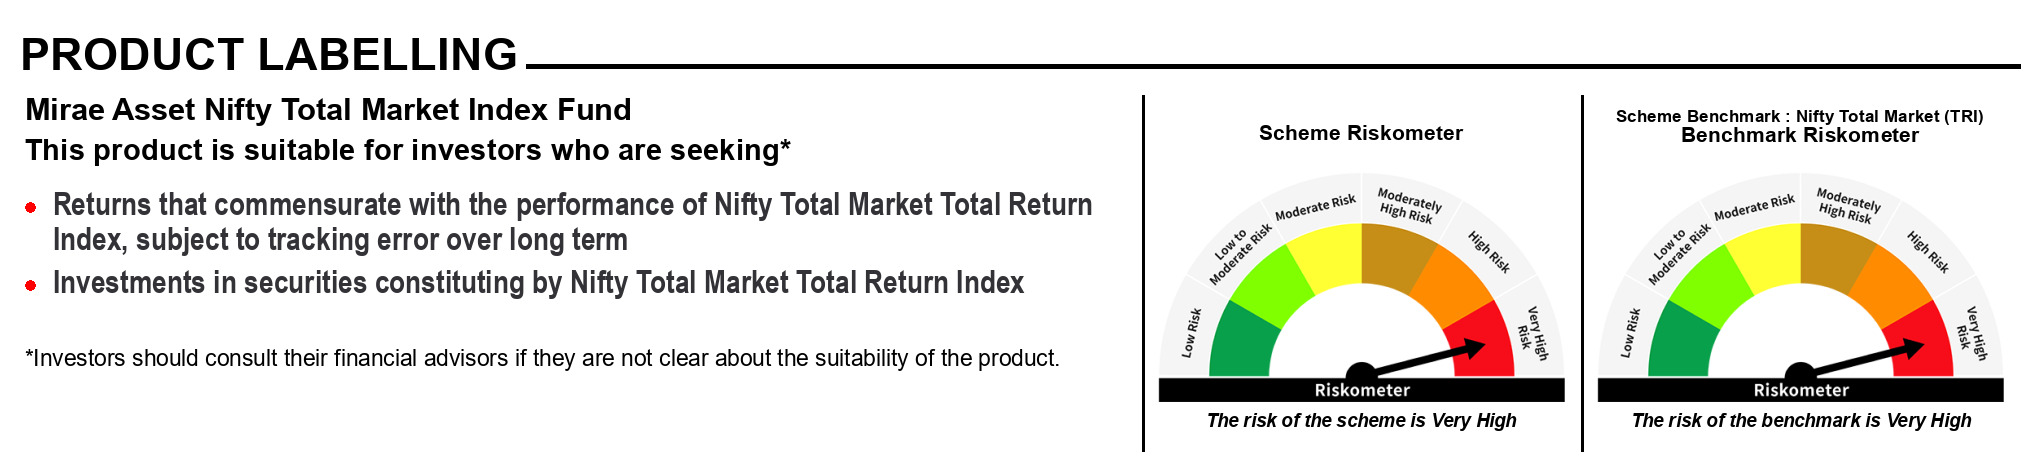 PRODUCT LABELLING
Mirae Asset Nifty Total Market Index Fund
This product is suitable for investors who are seeking*
Returns that commensurate with the performance of Nifty Total Market Total Return
Index, subject to tracking error over long term
Investments in securities constituting by Nifty Total Market Total Return Index
*Investors should consult their financial advisors if they are not clear about the suitability of the product.
Scheme Riskometer
Low Risk
Low to
Moderate Risk
Moderate Risk
Moderately
High Risk
High Risk
Very High
Risk
Riskometer
The risk of the scheme is Very High
Scheme Benchmark : Nifty Total Market (TRI)
Benchmark Riskometer
Low Risk
Low to
Moderate Risk
Moderate Risk
Moderately
High Risk
High Risk
Very High
Risk
Riskometer
The risk of the benchmark is Very High